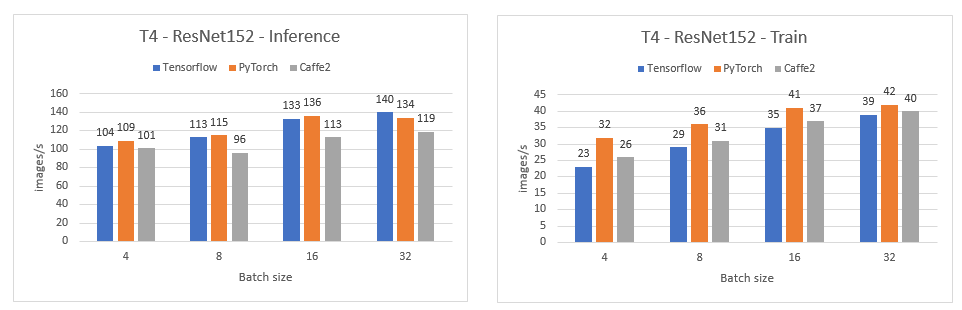 T4 - ResNet152 - Inference
Tensorflow PyTorch Caffe2
160
140
120
100
80
60
40
20
0
images/s
104 109 101
113 115 96
133 136 113
140 134 119
4 8 16 32
Batch size
T4 - ResNet152 - Train
Tensorflow PyTorch Caffe2
45
40
35
30
25
20
15
10
5
0
images/s
23 32 26
29 36 31
35 41 37
39 42 40
4 8 16 32
Batch size